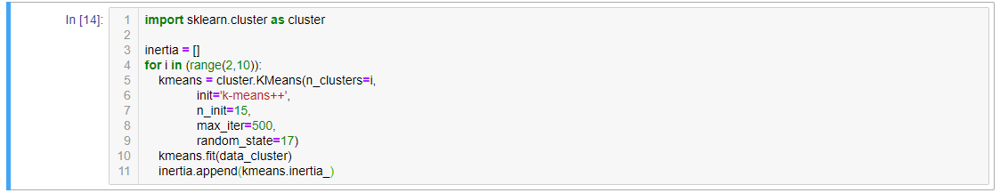 In [14]:
1 import sklearn.cluster as cluster
2
3 inertia = []
4 for i in (range(2,10)):
5     kmeans = cluster.KMeans(n_clusters=i,
6               init='k-means++',
7               n_init=15,
8               max_iter=500,
9               random_state=17)
10     kmeans.fit(data_cluster)
11     inertia.append(kmeans.inertia_)